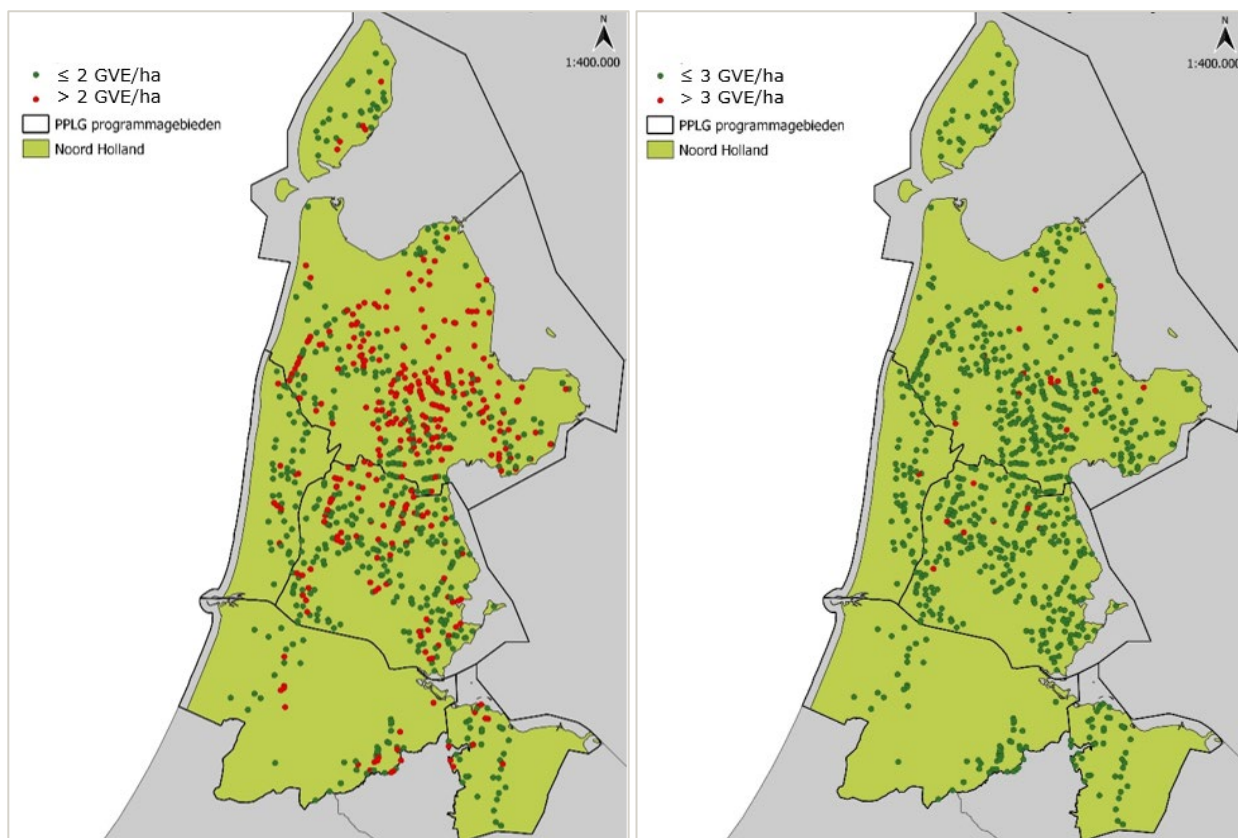 N
1:400.000
≤ 2 GVE/ha
> 2 GVE/ha
PPLG programmagebieden
Noord Holland
N
1:400.000
≤ 3 GVE/ha
> 3 GVE/ha
PPLG programmagebieden
Noord Holland